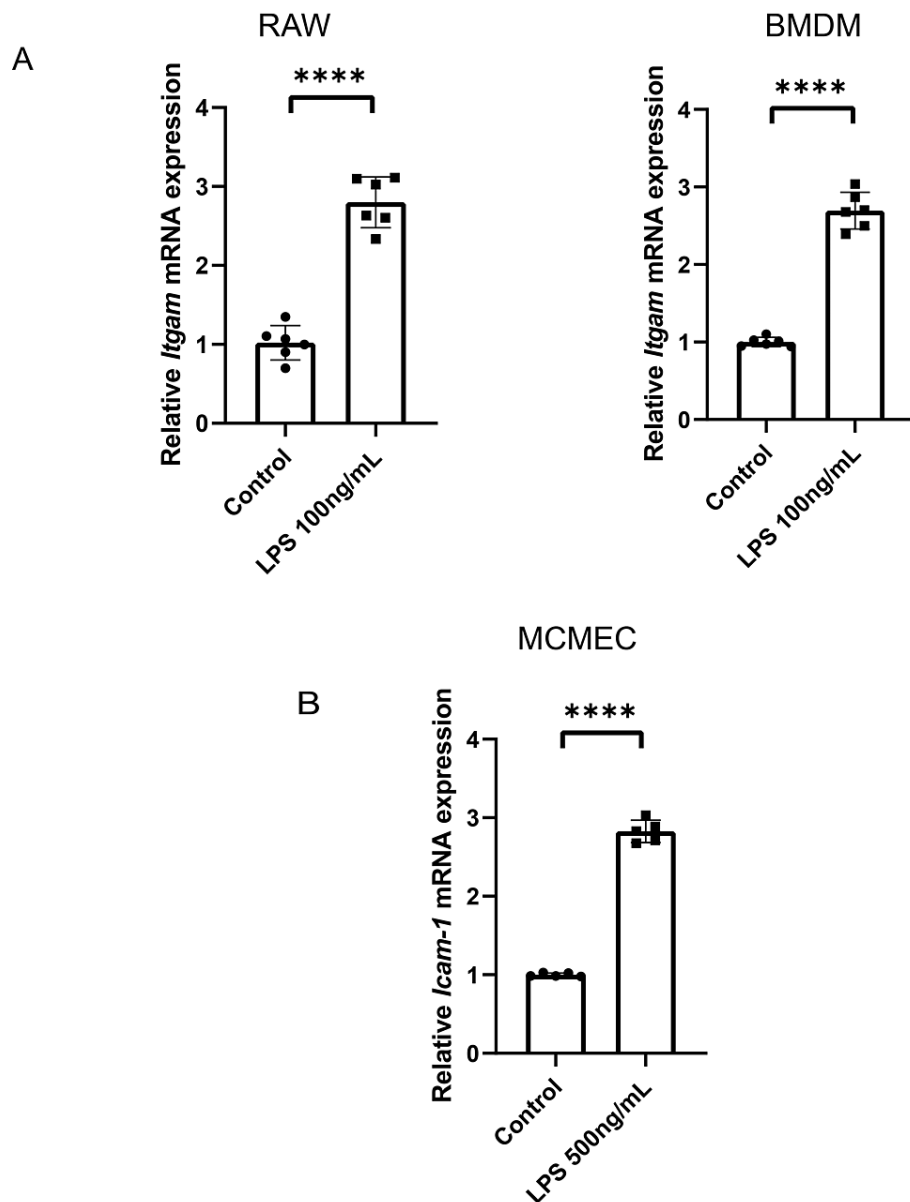 A
RAW
****
Relative Itgam mRNA expression
4
3
2
1
0
Control
LPS 100ng/mL
BMDM
****
Relative Itgam mRNA expression
4
3
2
1
0
Control
LPS 100ng/mL
B
MCMEC
****
Relative Icam-1 mRNA expression
4
3
2
1
0
Control
LPS 500ng/mL